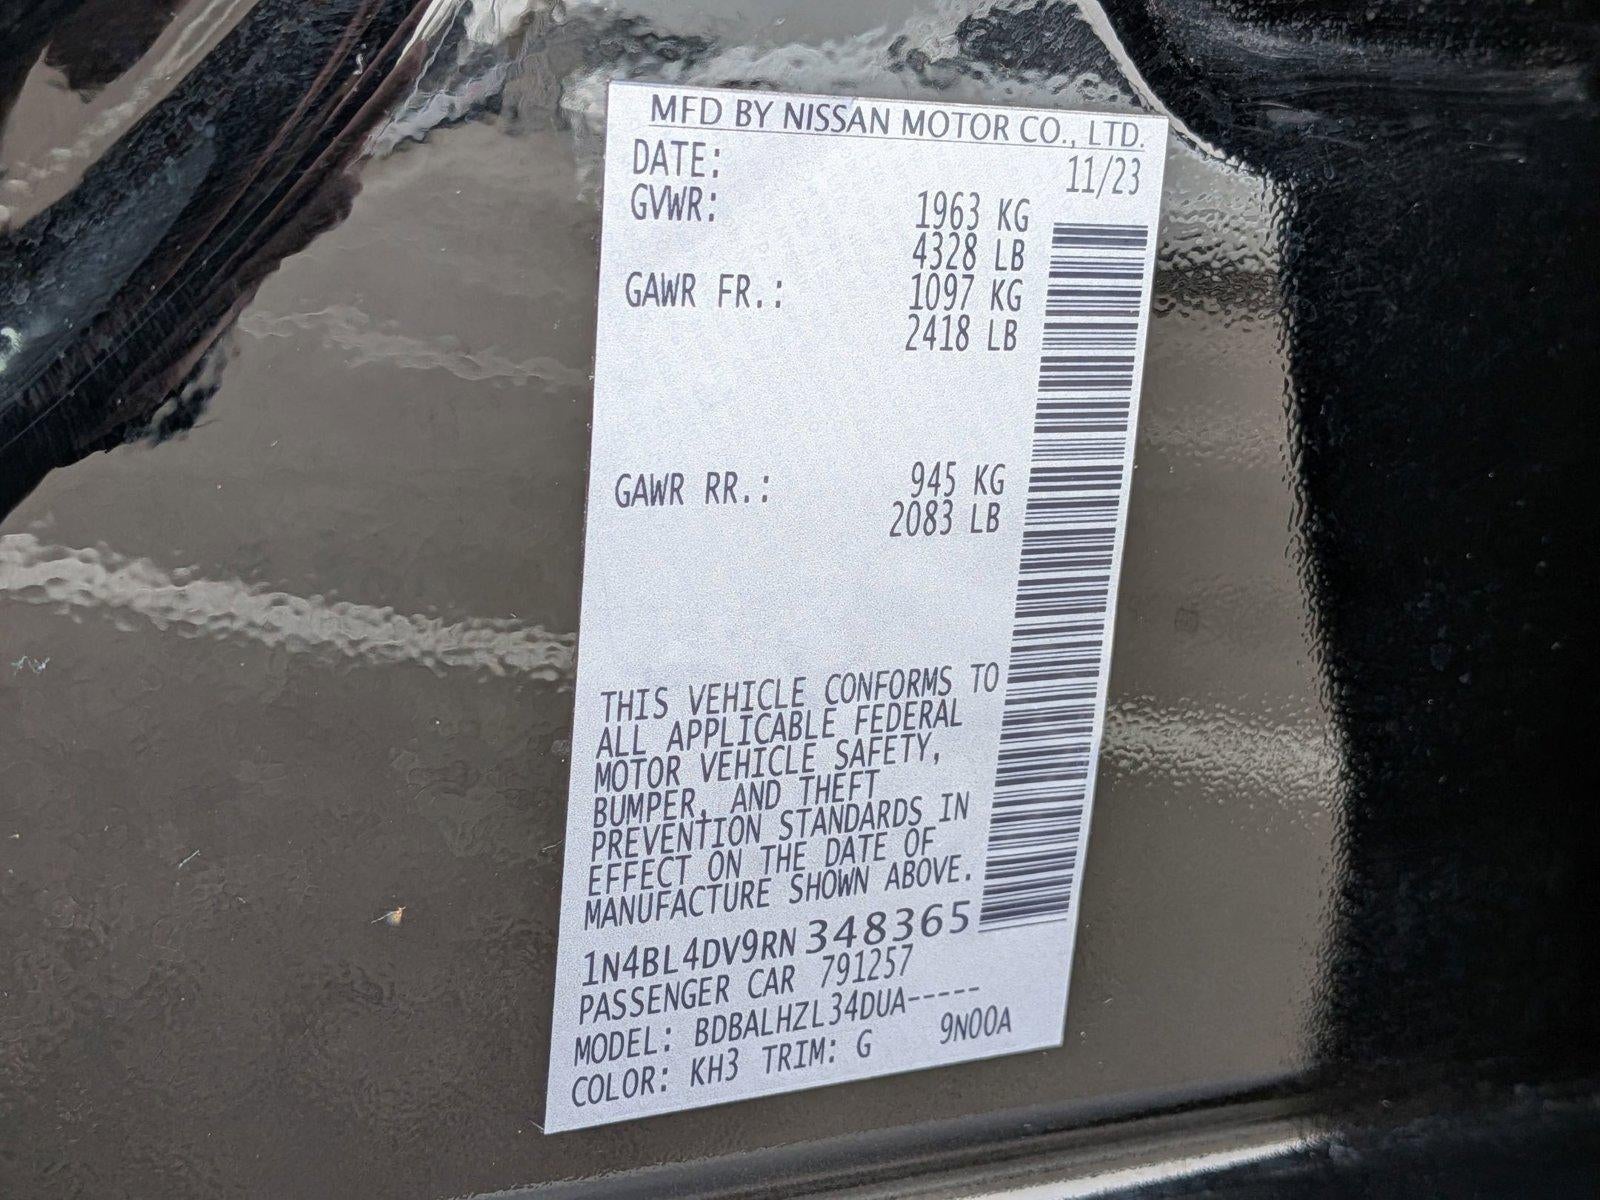 MFD BY NISSAN MOTOR CO., LTD.
DATE: 11/23
GVWR: 1963 KG
4328 LB
GAWR FR.: 1097 KG
2418 LB
GAWR RR.: 945 KG
2083 LB
THIS VEHICLE CONFORMS TO
ALL APPLICABLE FEDERAL
MOTOR VEHICLE SAFETY,
BUMPER, AND THEFT
PREVENTION STANDARDS IN
EFFECT ON THE DATE OF
MANUFACTURE SHOWN ABOVE.
1N4BL4DV9RN348365
PASSENGER CAR 791257
MODEL: BDBALHZL34DUA-----
COLOR: KH3 TRIM: G 9N00A